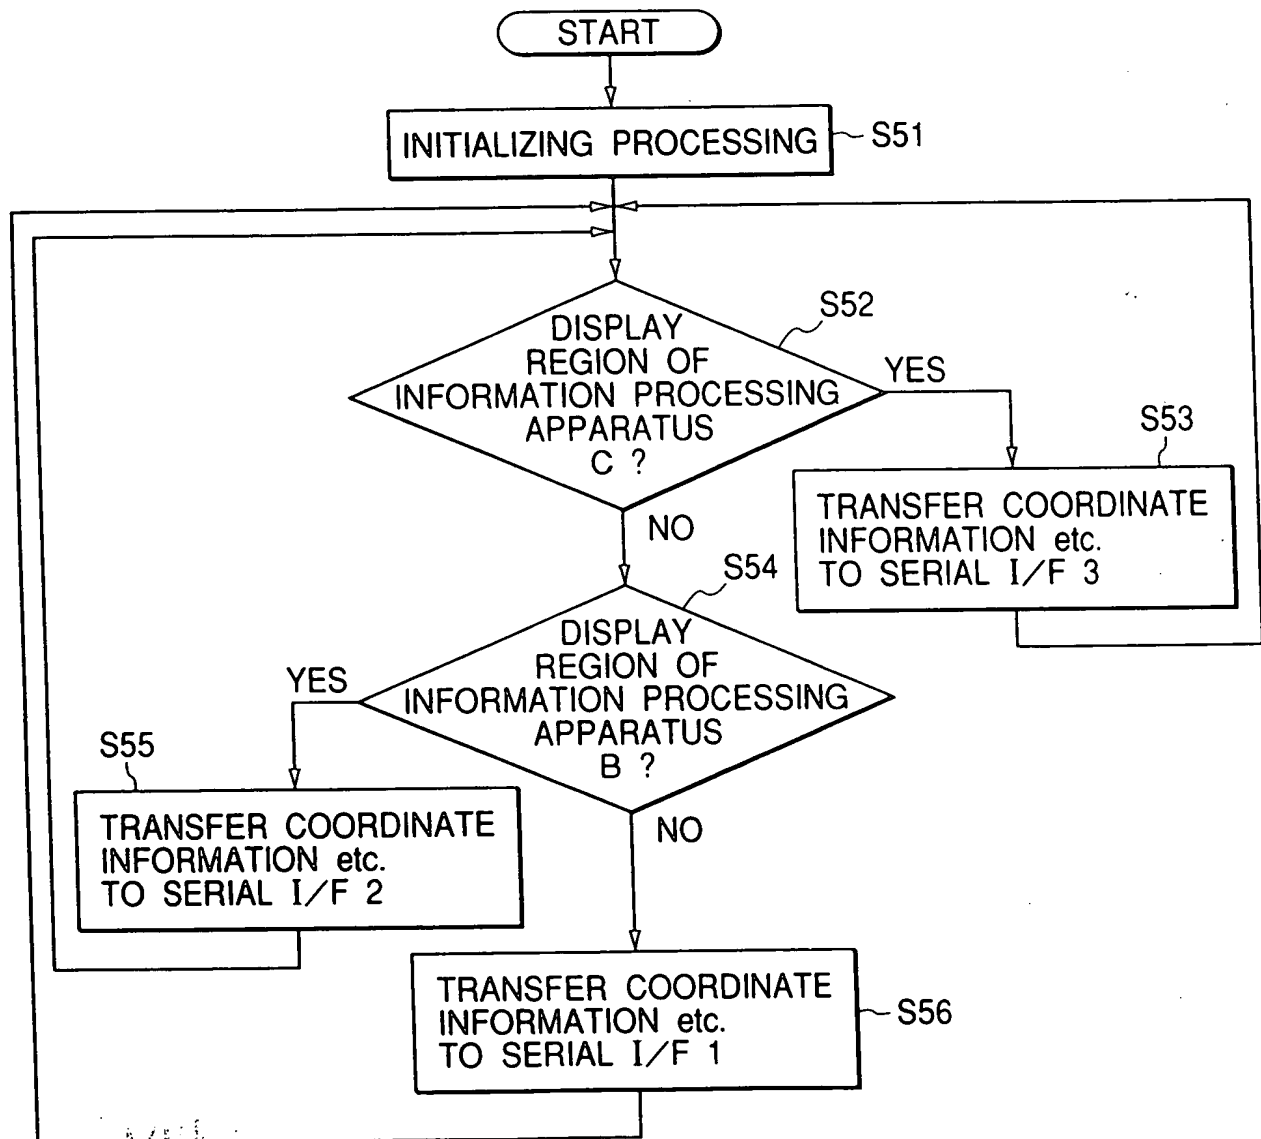 START
INITIALIZING PROCESSING
S51
S52
DISPLAY
REGION OF
INFORMATION PROCESSING
APPARATUS
C ?
YES
NO
S53
TRANSFER COORDINATE
INFORMATION etc.
TO SERIAL I/F 3
S54
DISPLAY
REGION OF
INFORMATION PROCESSING
APPARATUS
B ?
YES
NO
S55
TRANSFER COORDINATE
INFORMATION etc.
TO SERIAL I/F 2
TRANSFER COORDINATE
INFORMATION etc.
TO SERIAL I/F 1
S56